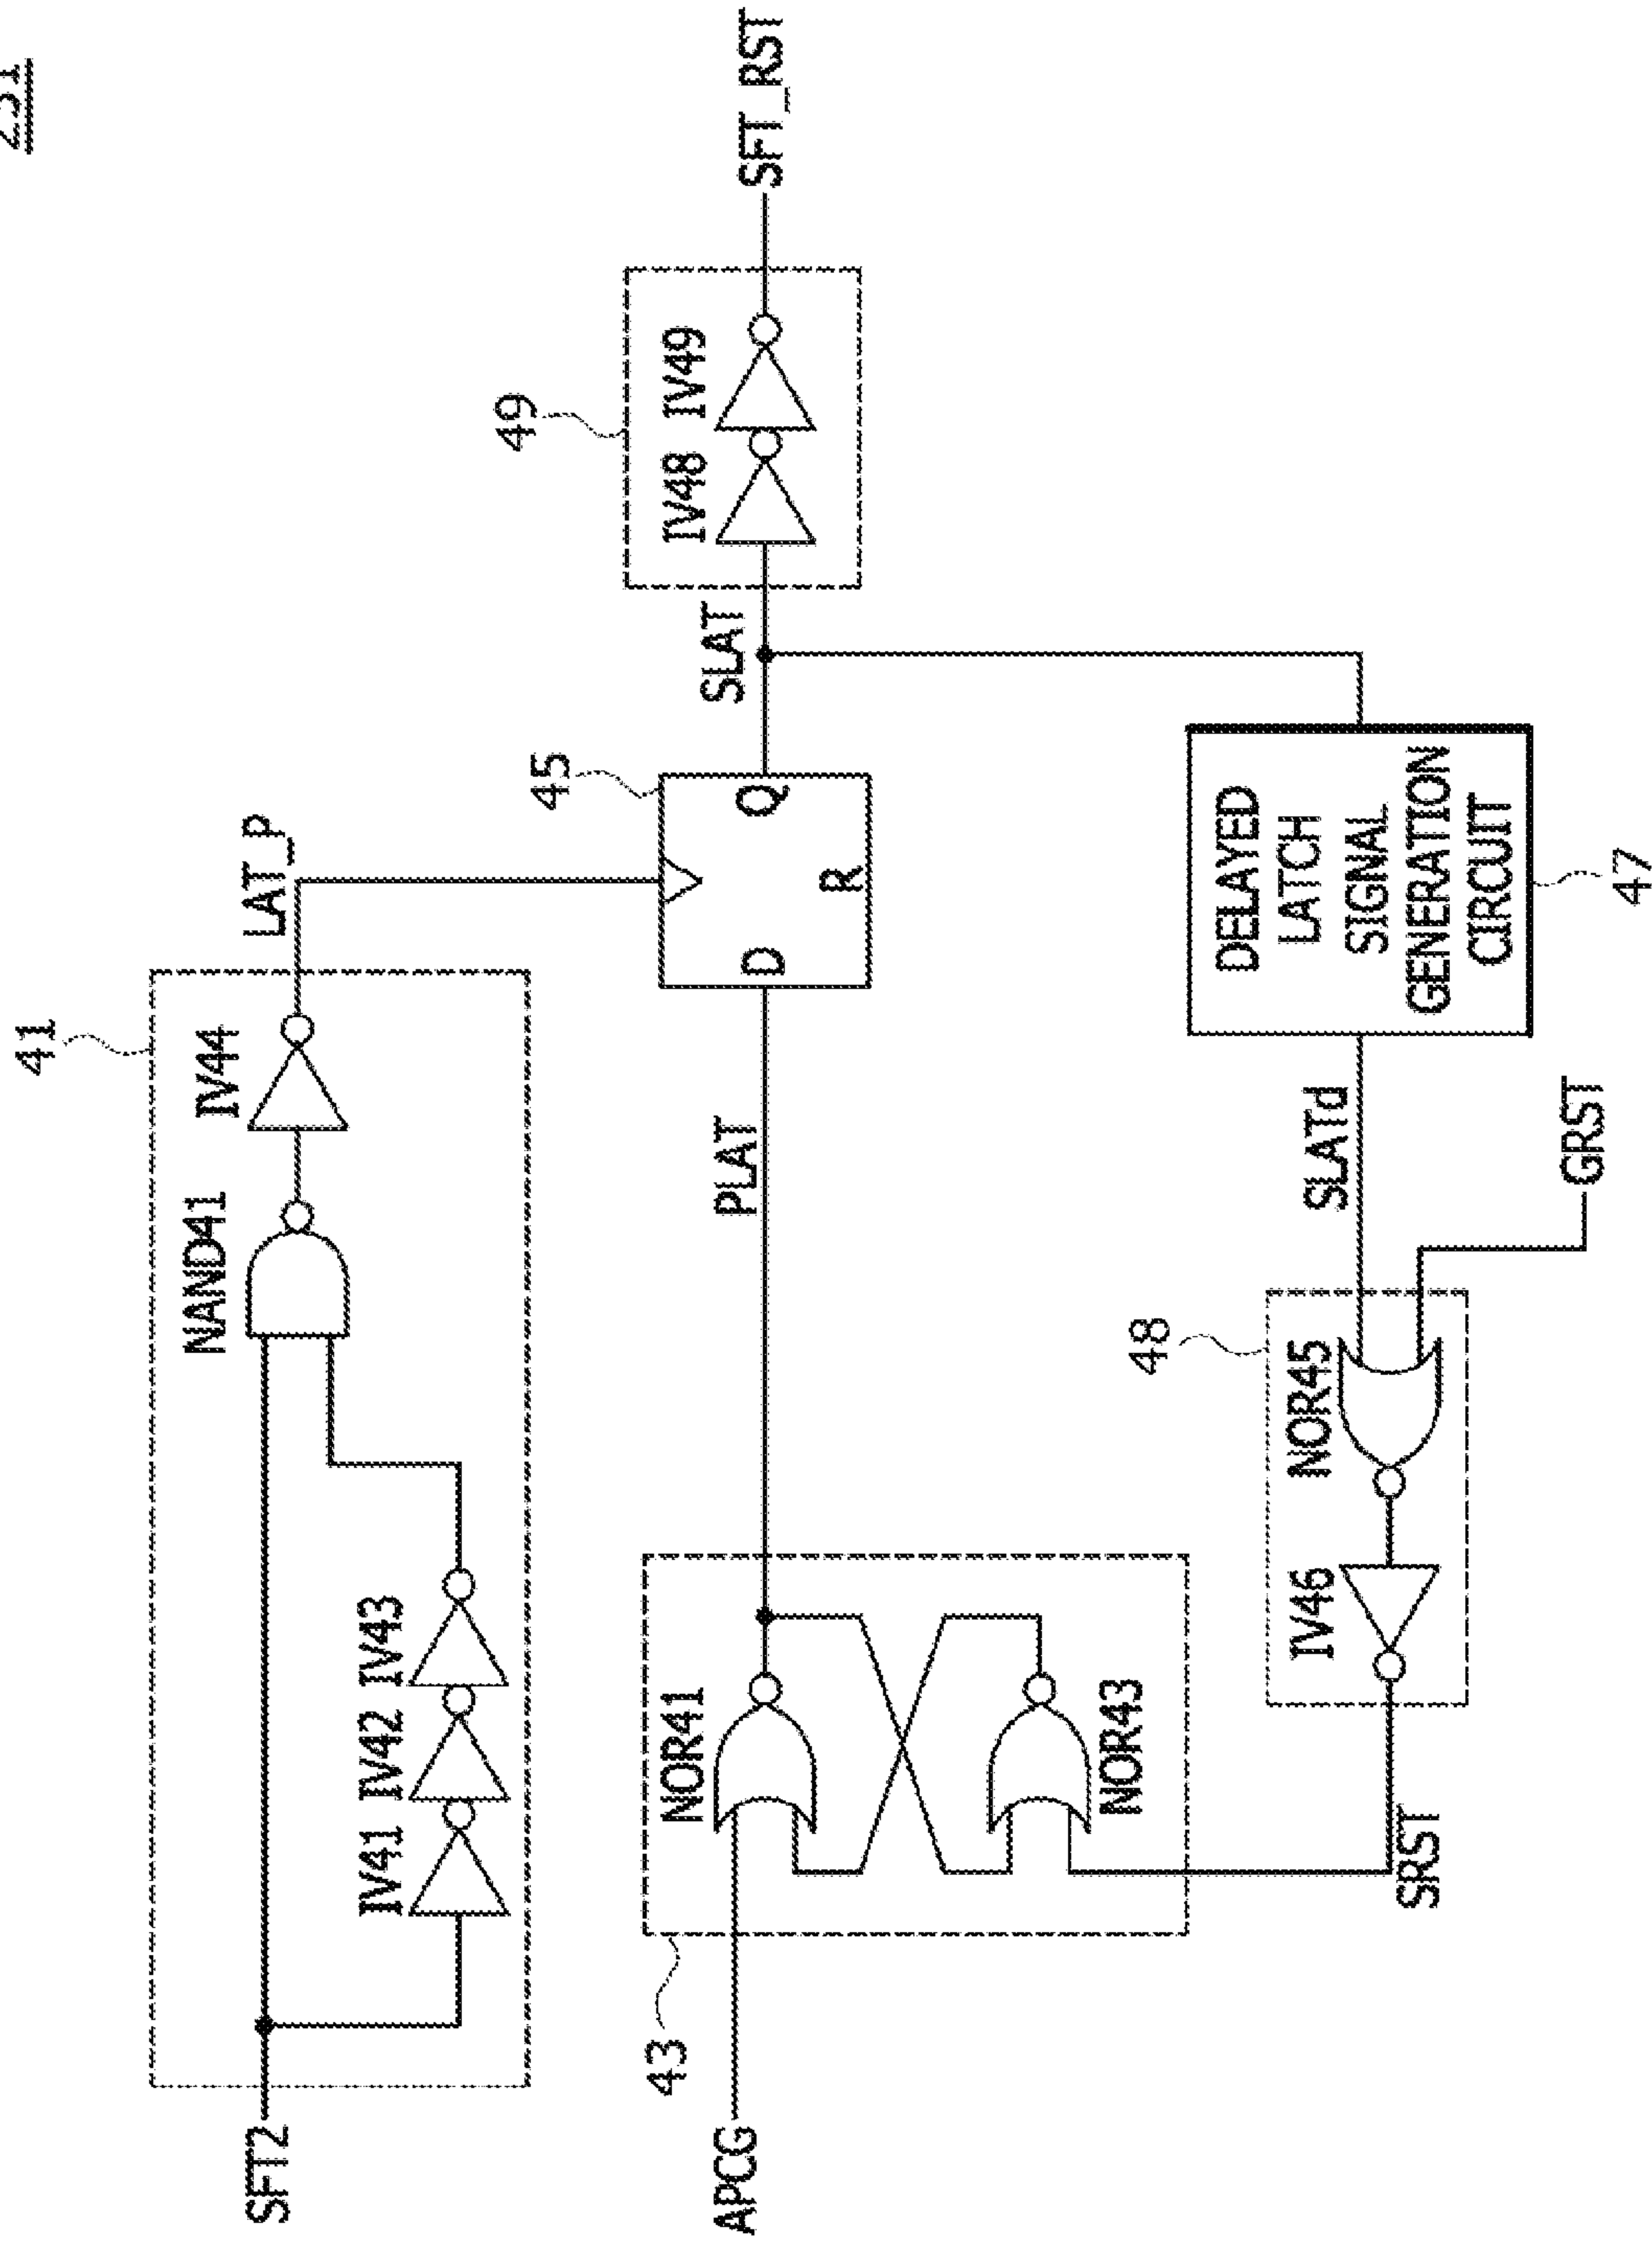 41
SFT2
IV41
IV42
IV43
NAND41
IV44
LAT_P
43
APCG
NOR41
NOR43
PLAT
45
D
Q
R
SLAT
49
IV48
IV49
SFT_RST
SRST
48
IV46
NOR45
SLATd
GRST
DELAYED
LATCH
SIGNAL
GENERATION
CIRCUIT
47